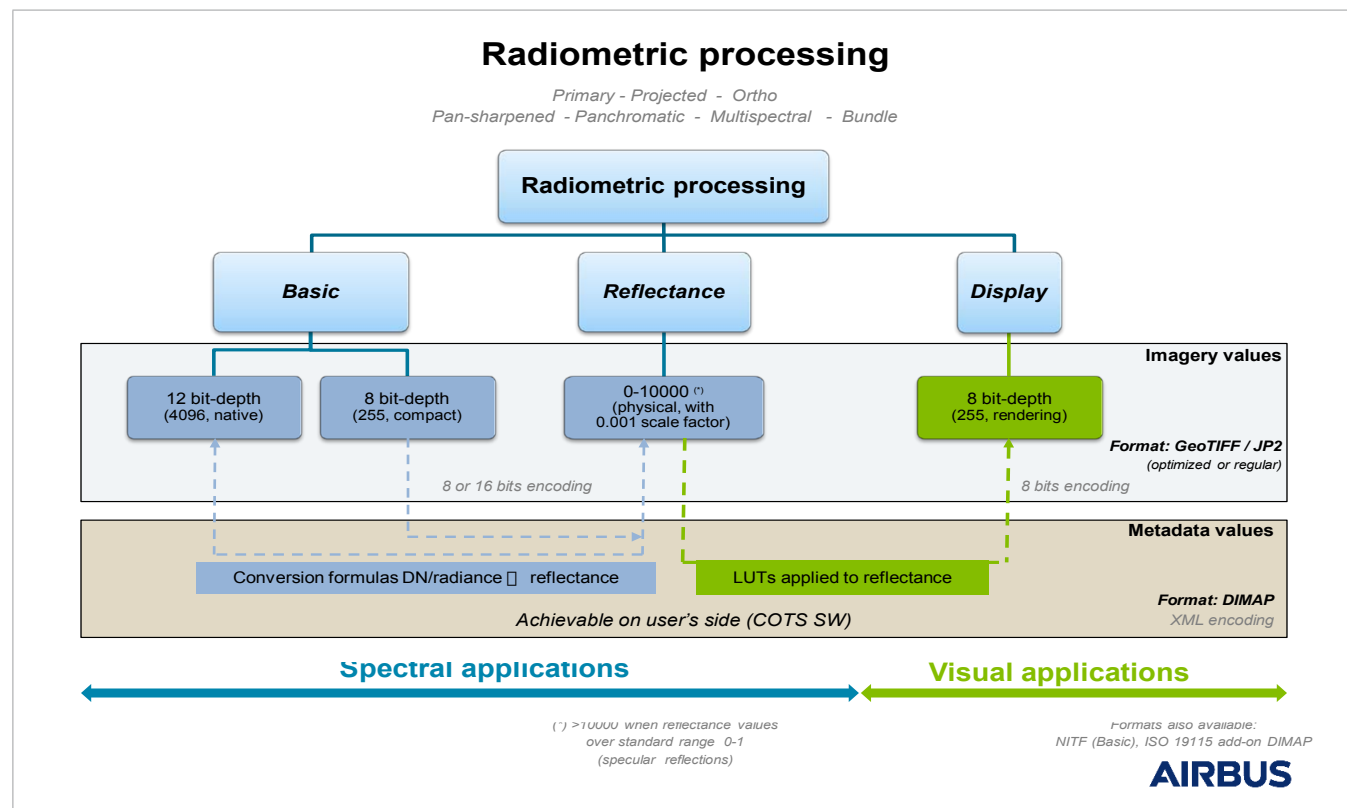 Radiometric processing
Primary - Projected - Ortho
Pan-sharpened - Panchromatic - Multispectral - Bundle
Radiometric processing
Basic
Reflectance
Display
Imagery values
12 bit-depth
(4096, native)
8 bit-depth
(255, compact)
0-10000 (*)
(physical, with
0.001 scale factor)
8 bit-depth
(255, rendering)
Format: GeoTIFF / JP2
(optimized or regular)
8 or 16 bits encoding
8 bits encoding
Metadata values
Conversion formulas DN/radiance ▯ reflectance
LUTs applied to reflectance
Format: DIMAP
XML encoding
Achievable on user's side (COTS SW)
Spectral applications
Visual applications
(*) >10000 when reflectance values
over standard range 0-1
(specular reflections)
Formats also available:
NITF (Basic), ISO 19115 add-on DIMAP
AIRBUS